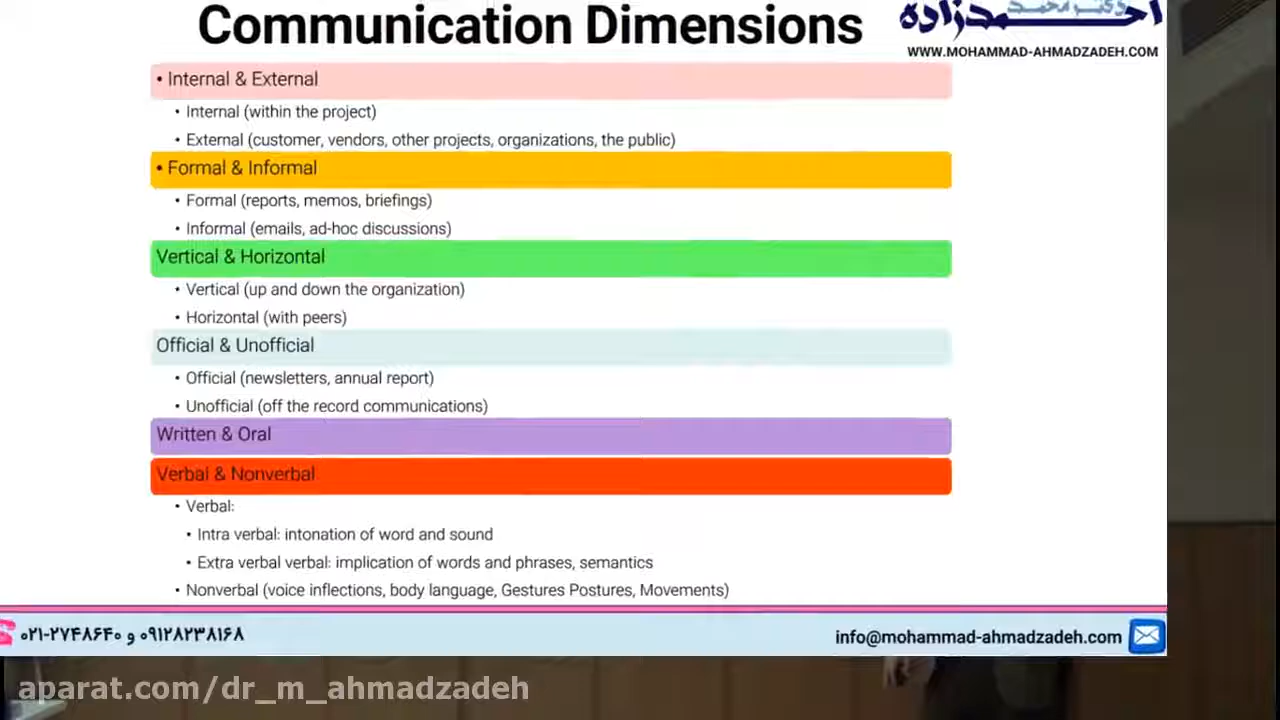 Communication Dimensions
دکتر محمد
احمدزاده
WWW.MOHAMMAD-AHMADZADEH.COM
• Internal & External
• Internal (within the project)
• External (customer, vendors, other projects, organizations, the public)
• Formal & Informal
• Formal (reports, memos, briefings)
• Informal (emails, ad-hoc discussions)
Vertical & Horizontal
• Vertical (up and down the organization)
• Horizontal (with peers)
Official & Unofficial
• Official (newsletters, annual report)
• Unofficial (off the record communications)
Written & Oral
Verbal & Nonverbal
• Verbal:
• Intra verbal: intonation of word and sound
• Extra verbal verbal: implication of words and phrases, semantics
• Nonverbal (voice inflections, body language, Gestures Postures, Movements)
۰۲۱-۲۷۴۸۶۴۰ و ۰۹۱۲۸۲۳۸۱۶۸
info@mohammad-ahmadzadeh.com
aparat.com/dr_m_ahmadzadeh